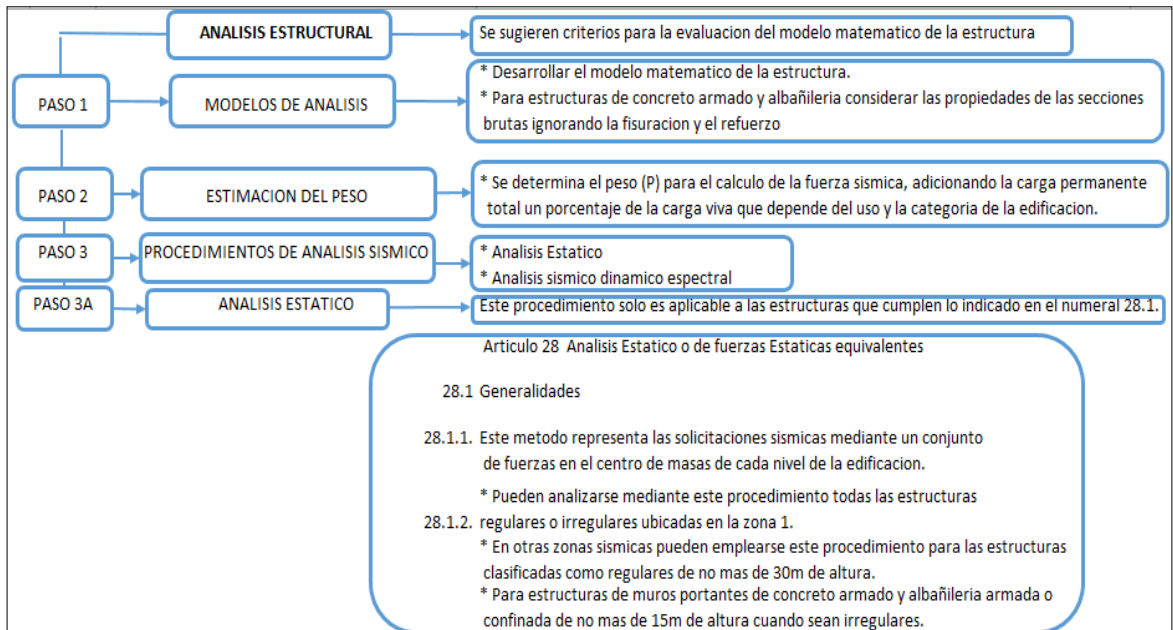 ANALISIS ESTRUCTURAL
Se sugieren criterios para la evaluacion del modelo matematico de la estructura
PASO 1
MODELOS DE ANALISIS
* Desarrollar el modelo matematico de la estructura.
* Para estructuras de concreto armado y albañileria considerar las propiedades de las secciones
brutas ignorando la fisuracion y el refuerzo
PASO 2
ESTIMACION DEL PESO
* Se determina el peso (P) para el calculo de la fuerza sismica, adicionando la carga permanente
total un porcentaje de la carga viva que depende del uso y la categoria de la edificacion.
PASO 3
PROCEDIMIENTOS DE ANALISIS SISMICO
* Analisis Estatico
* Analisis sismico dinamico espectral
PASO 3A
ANALISIS ESTATICO
Este procedimiento solo es aplicable a las estructuras que cumplen lo indicado en el numeral 28.1.
Articulo 28 Analisis Estatico o de fuerzas Estaticas equivalentes
28.1 Generalidades
28.1.1. Este metodo representa las solicitaciones sismicas mediante un conjunto
de fuerzas en el centro de masas de cada nivel de la edificacion.
* Pueden analizarse mediante este procedimiento todas las estructuras
28.1.2. regulares o irregulares ubicadas en la zona 1.
* En otras zonas sismicas pueden emplearse este procedimiento para las estructuras
clasificadas como regulares de no mas de 30m de altura.
* Para estructuras de muros portantes de concreto armado y albañileria armada o
confinada de no mas de 15m de altura cuando sean irregulares.